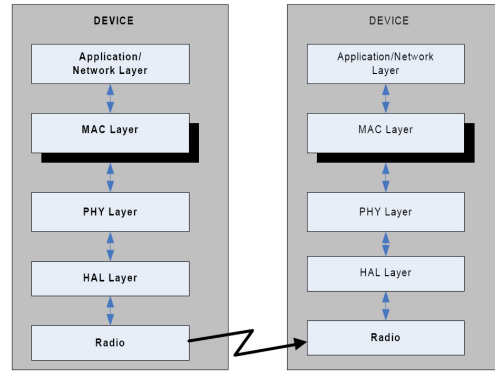 DEVICE
Application/
Network Layer
MAC Layer
PHY Layer
HAL Layer
Radio
DEVICE
Application/Network
Layer
MAC Layer
PHY Layer
HAL Layer
Radio